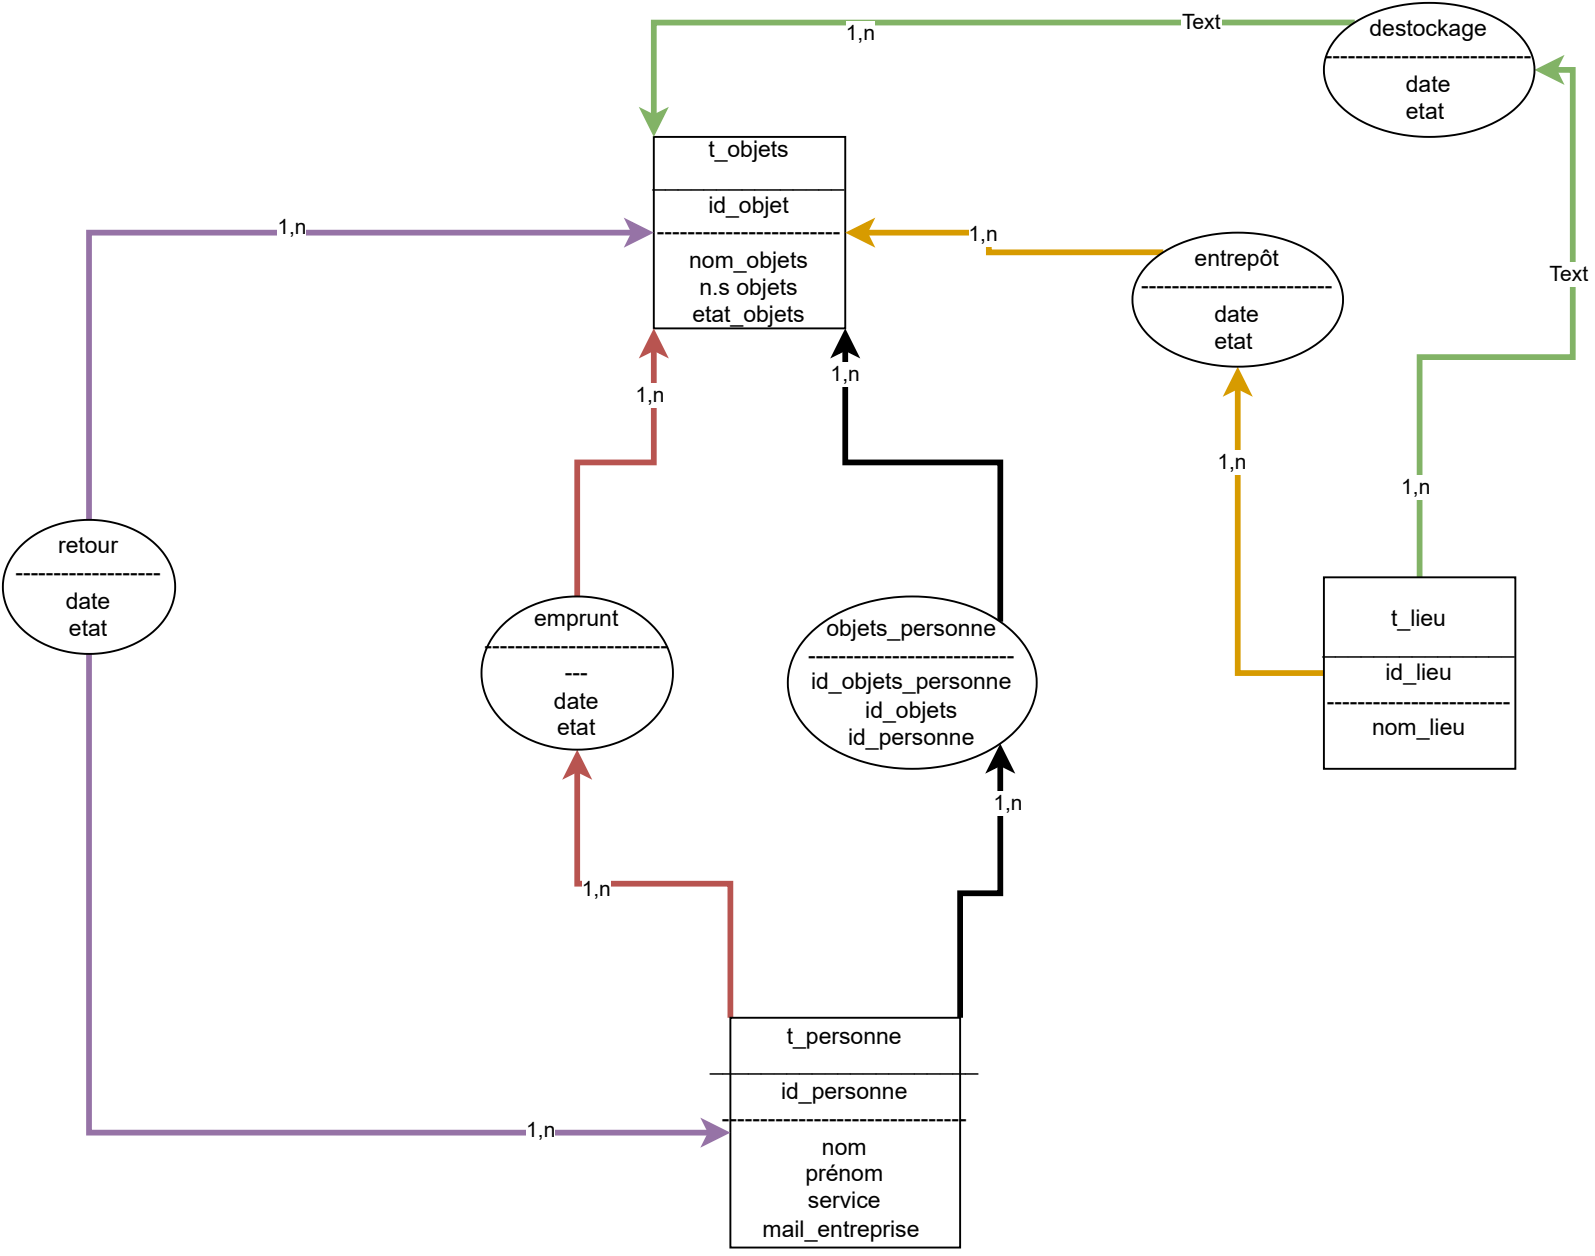 destockage
date
etat
Text
1,n
t_objets
id_objet
nom_objets
n.s objets
etat_objets
1,n
1,n
entrepôt
date
etat
Text
1,n
1,n
1,n
1,n
retour
date
etat
emprunt
---
date
etat
objets_personne
id_objets_personne
id_objets
id_personne
t_lieu
id_lieu
nom_lieu
1,n
1,n
t_personne
id_personne
nom
prénom
service
mail_entreprise
1,n